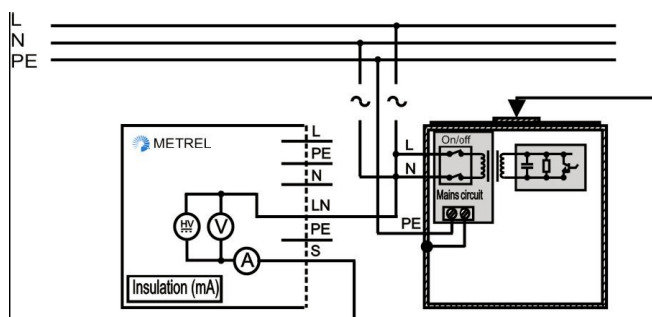 L
N
PE
METREL
L
PE
N
LN
PE
S
HV
V
A
Insulation (mA)
L
N
On/off
Mains circuit
PE